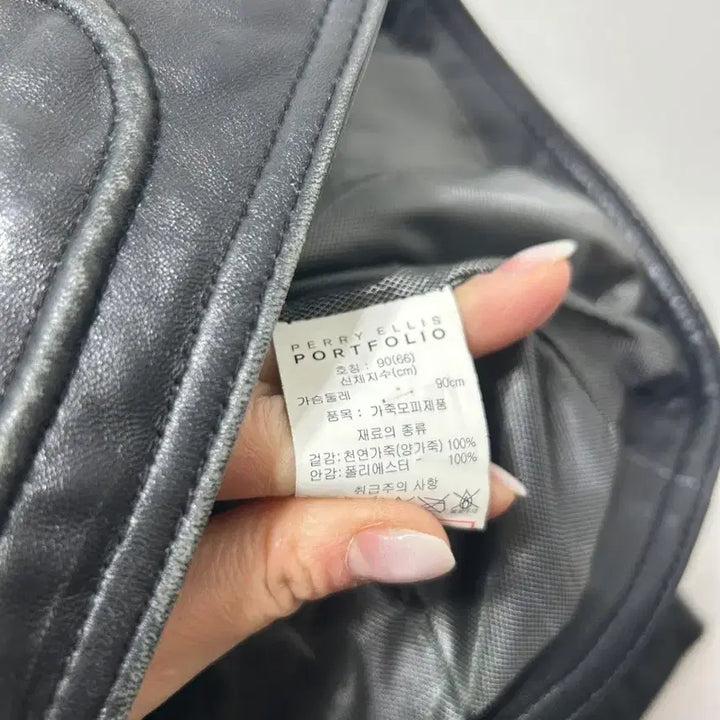 PERRY ELLIS
PORTFOLIO
호칭 : 90(66)
신체지수(cm)
가슴둘레 90cm
품목 : 가죽모피제품
재료의 종류
겉감: 천연가죽(양가죽) 100%
안감: 폴리에스터 100%
취급주의 사항